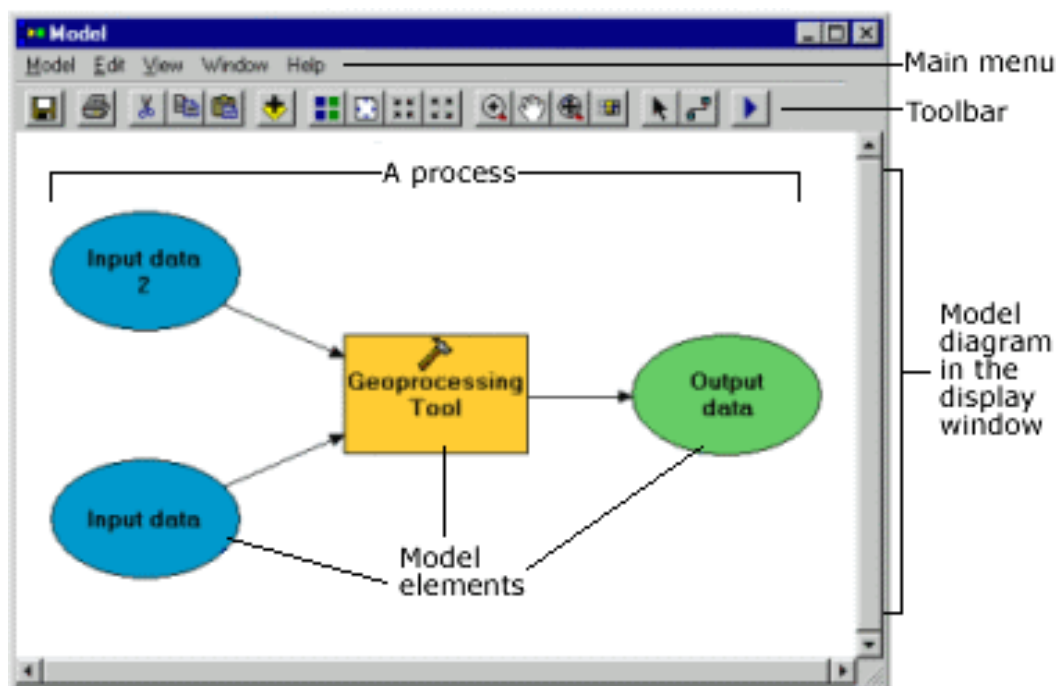 Model
Model Edit View Window Help
Main menu
Toolbar
A process
Input data
2
Geoprocessing
Tool
Output
data
Model
diagram
in the
display
window
Input data
Model
elements